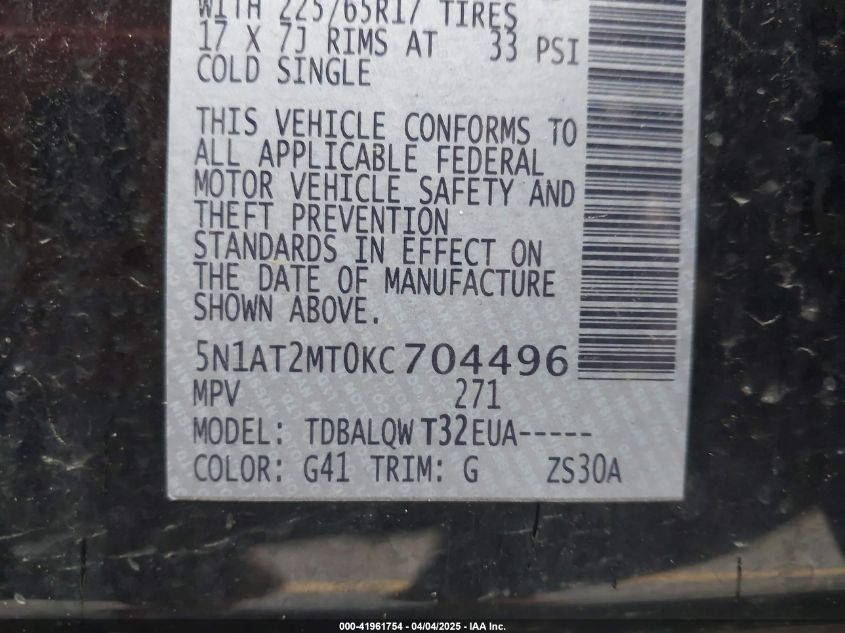 WITH 225/65R17 TIRES
17 X 7J RIMS AT 33 PSI
COLD SINGLE
THIS VEHICLE CONFORMS TO
ALL APPLICABLE FEDERAL
MOTOR VEHICLE SAFETY AND
THEFT PREVENTION
STANDARDS IN EFFECT ON
THE DATE OF MANUFACTURE
SHOWN ABOVE.
5N1AT2MT0KC704496
MPV 271
MODEL: TDBALQW T32EUA-----
COLOR: G41 TRIM: G ZS30A
000-41961754 - 04/04/2025 - IAA Inc.